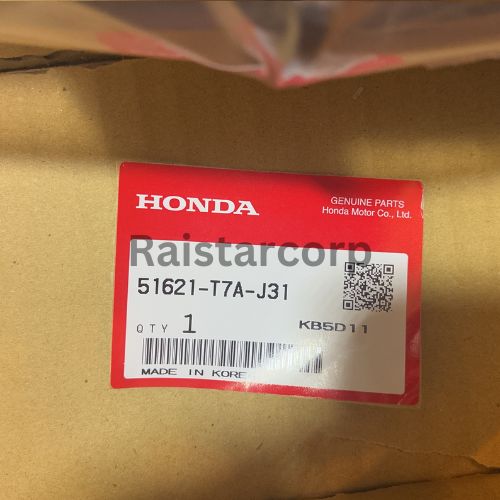 HONDA
GENUINE PARTS
Honda Motor Co., Ltd.
Raistarcorp
51621-T7A-J31
QTY 1
KB5D11
MADE IN KOREA